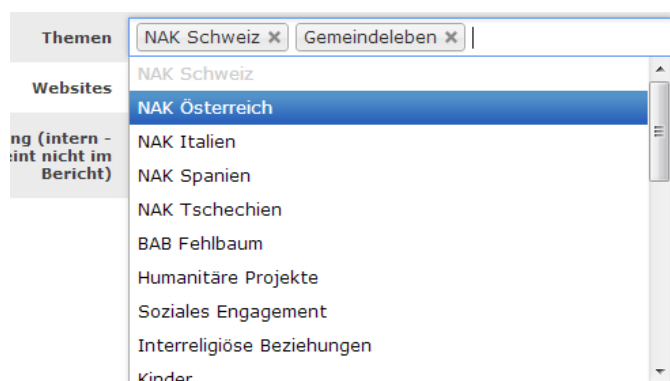 Themen NAK Schweiz Gemeindeleben
NAK Schweiz
Websites
NAK Österreich
ng (intern -
eint nicht im
Bericht)
NAK Italien
NAK Spanien
NAK Tschechien
BAB Fehlbaum
Humanitäre Projekte
Soziales Engagement
Interreligiöse Beziehungen
Kinder